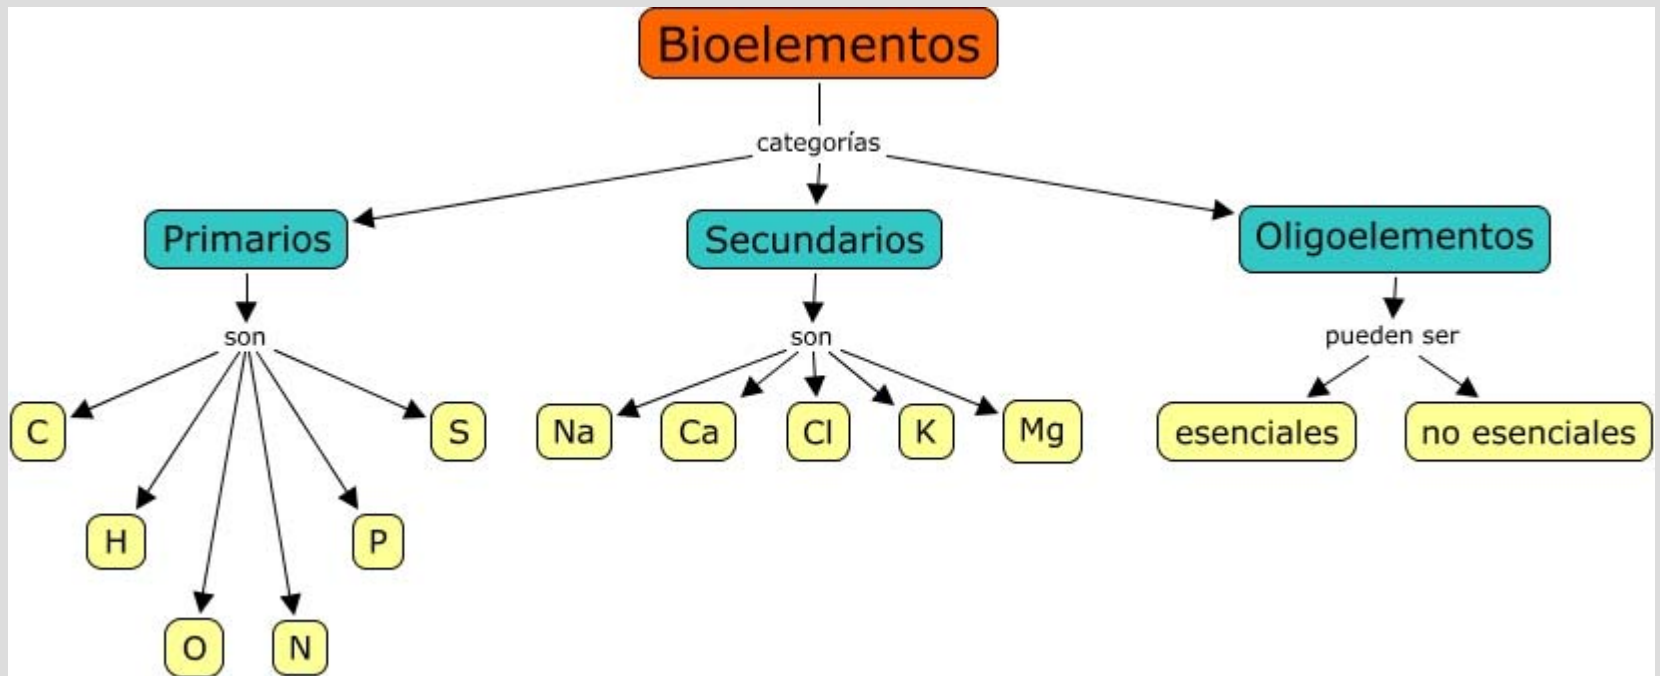 Bioelementos
categorías
Primarios
Secundarios
Oligoelementos
son
son
pueden ser
C
S
Na
Ca
Cl
K
Mg
esenciales
no esenciales
H
P
O
N